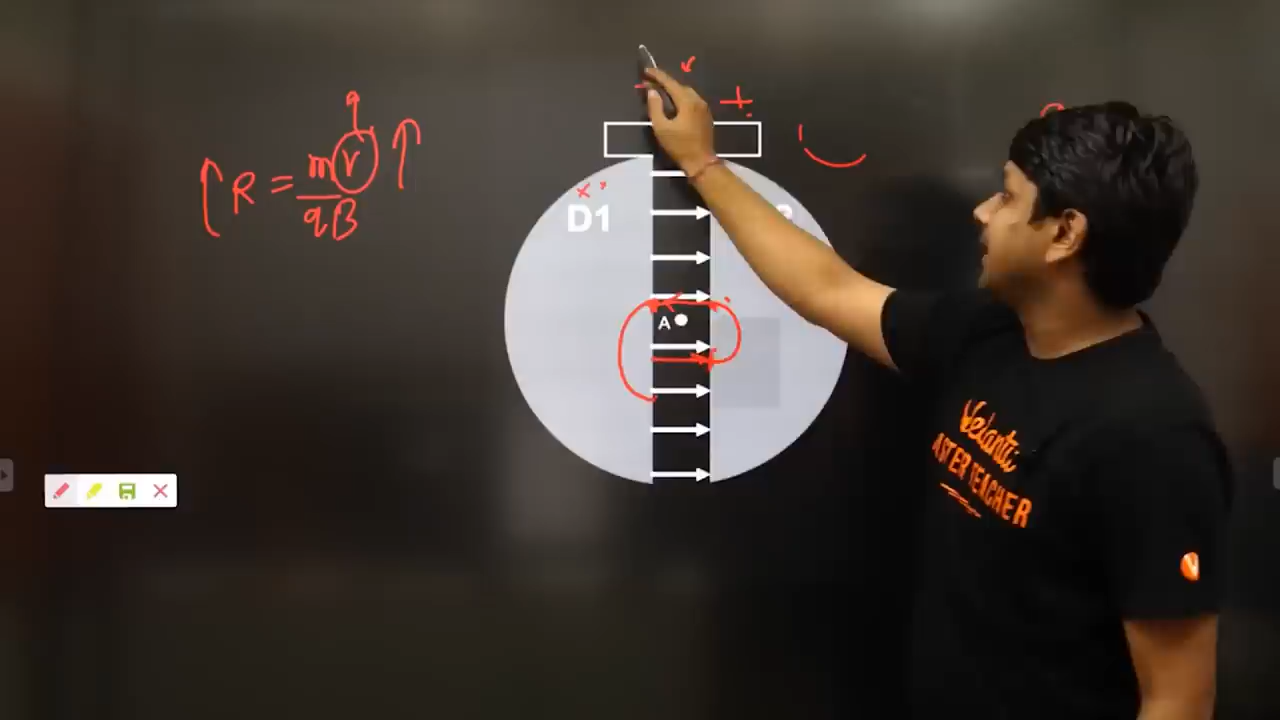 R = mv/qB
+
D1
A
Vedantu
MASTER TEACHER